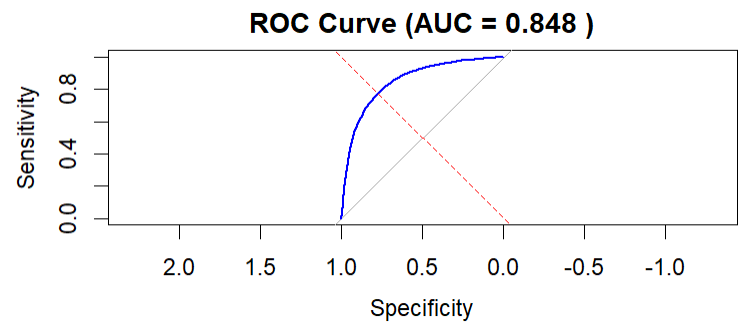 ROC Curve (AUC = 0.848 )
Sensitivity
0.8
0.4
0.0
2.0 1.5 1.0 0.5 0.0 -0.5 -1.0
Specificity